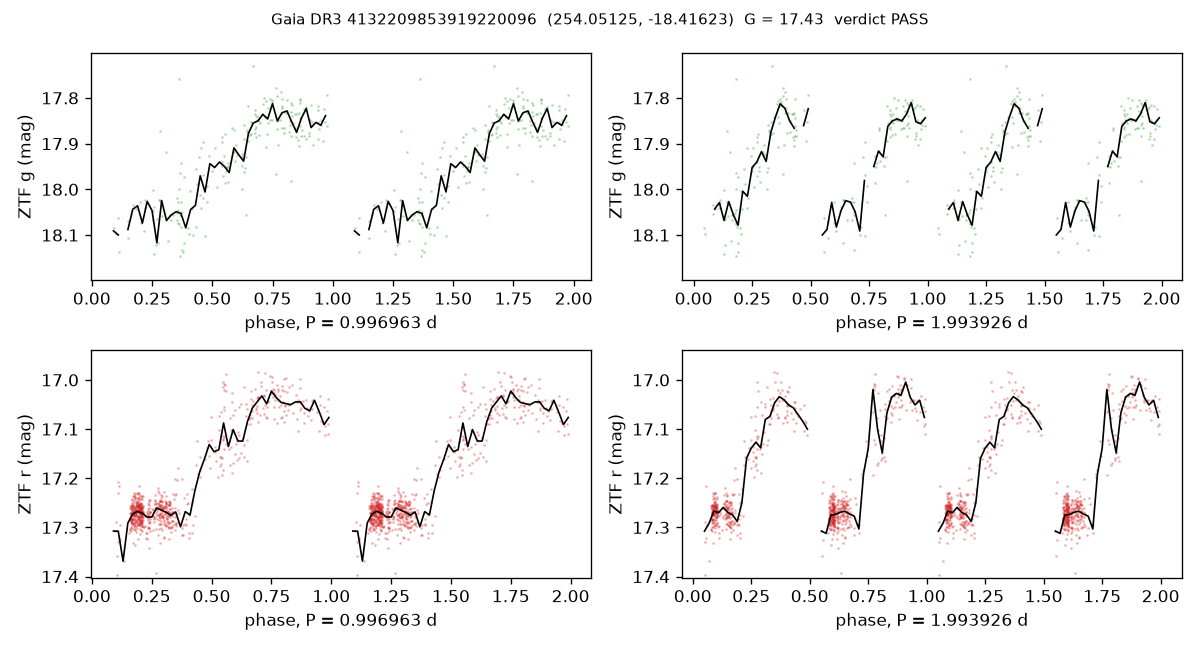 Gaia DR3 4132209853919220096 (254.05125, -18.41623) G = 17.43 verdict PASS
ZTF g (mag)
17.8
17.9
18.0
18.1
0.00 0.25 0.50 0.75 1.00 1.25 1.50 1.75 2.00
phase, P = 0.996963 d
ZTF g (mag)
17.8
17.9
18.0
18.1
0.00 0.25 0.50 0.75 1.00 1.25 1.50 1.75 2.00
phase, P = 1.993926 d
ZTF r (mag)
17.0
17.1
17.2
17.3
17.4
0.00 0.25 0.50 0.75 1.00 1.25 1.50 1.75 2.00
phase, P = 0.996963 d
ZTF r (mag)
17.0
17.1
17.2
17.3
17.4
0.00 0.25 0.50 0.75 1.00 1.25 1.50 1.75 2.00
phase, P = 1.993926 d